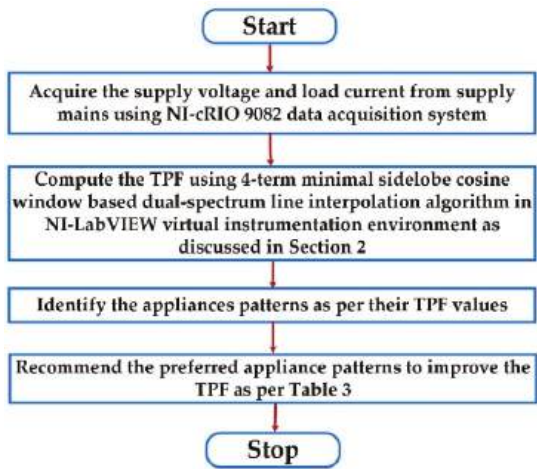 Start
Acquire the supply voltage and load current from supply
mains using NI-cRIO 9082 data acquisition system
Compute the TPF using 4-term minimal sidelobe cosine
window based dual-spectrum line interpolation algorithm in
NI-LabVIEW virtual instrumentation environment as
discussed in Section 2
Identify the appliances patterns as per their TPF values
Recommend the preferred appliance patterns to improve the
TPF as per Table 3
Stop